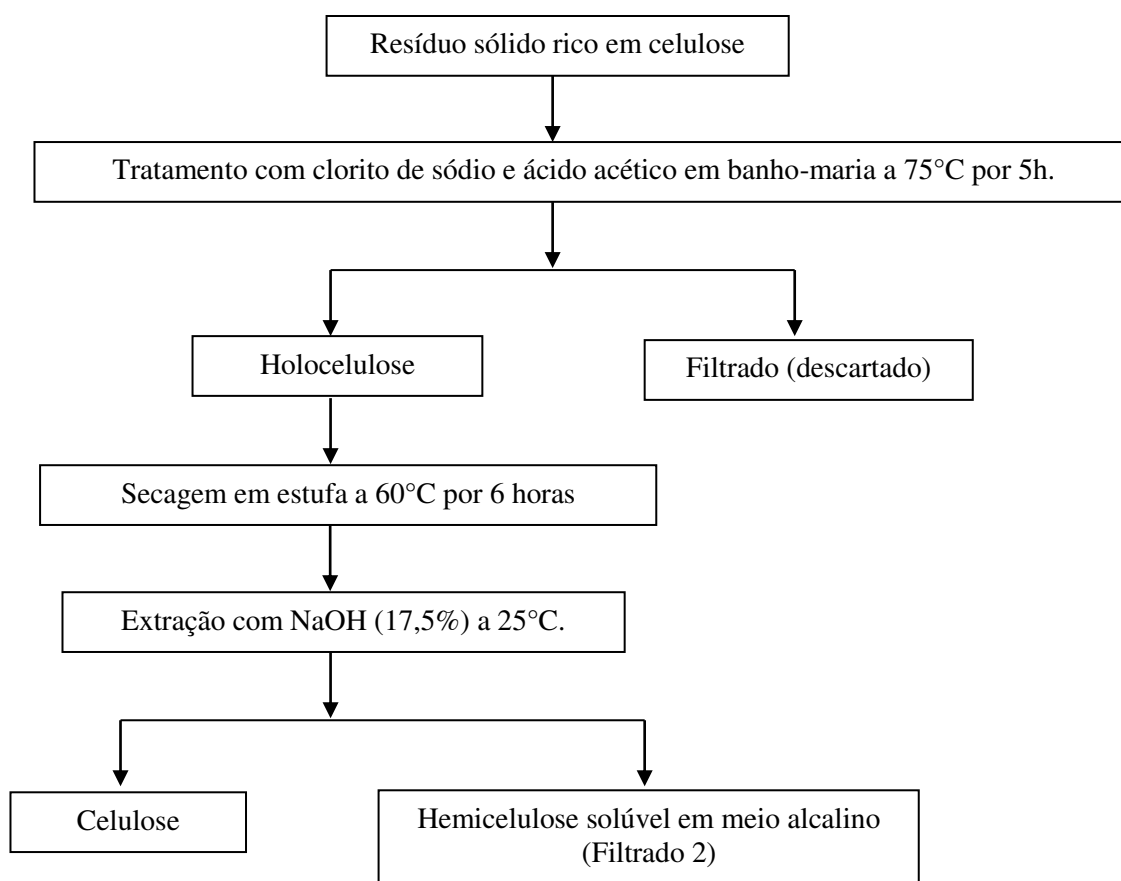 Resíduo sólido rico em celulose
Tratamento com clorito de sódio e ácido acético em banho-maria a 75°C por 5h.
Holocelulose
Filtrado (descartado)
Secagem em estufa a 60°C por 6 horas
Extração com NaOH (17,5%) a 25°C.
Celulose
Hemicelulose solúvel em meio alcalino
(Filtrado 2)